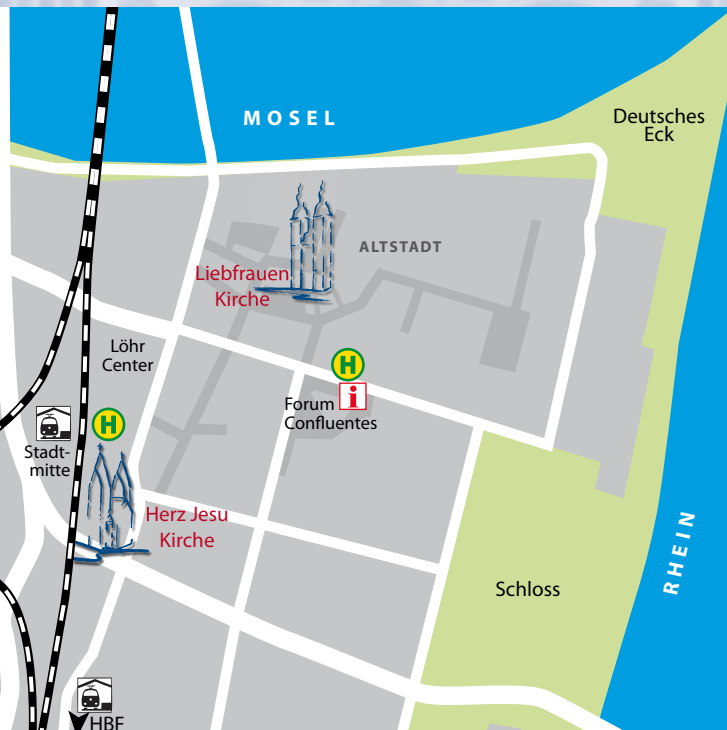 MOSEL
Deutsches
Eck
ALTSTADT
Liebfrauen
Kirche
Löhr
Center
H
Forum
Confluentes
i
H
Stadt-
mitte
Herz Jesu
Kirche
RHEIN
Schloss
HBF